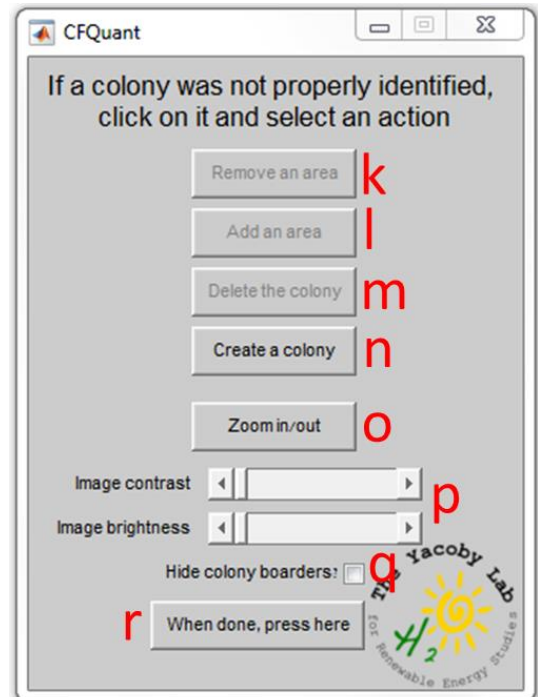 CFQuant
If a colony was not properly identified,
click on it and select an action
Remove an area k
Add an area l
Delete the colony m
Create a colony n
Zoom in/out o
Image contrast
p
Image brightness
Hide colony boarders? q
r When done, press here
The Yacoby Lab
H2
for Renewable Energy Studies